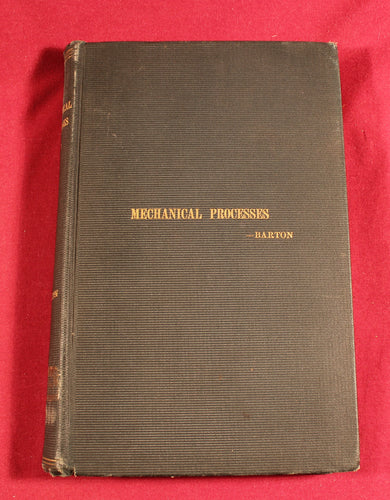 MECHANICAL PROCESSES
—BARTON